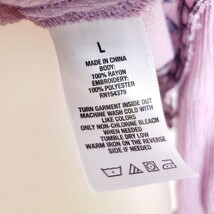 L
MADE IN CHINA
BODY:
100% RAYON
EMBROIDERY:
100% POLYESTER
RN154379
TURN GARMENT INSIDE OUT
MACHINE WASH COLD WITH
LIKE COLORS
ONLY NON-CHLORINE BLEACH
WHEN NEEDED
TUMBLE DRY LOW
WARM IRON ON THE REVERSE
SIDE IF NEEDED